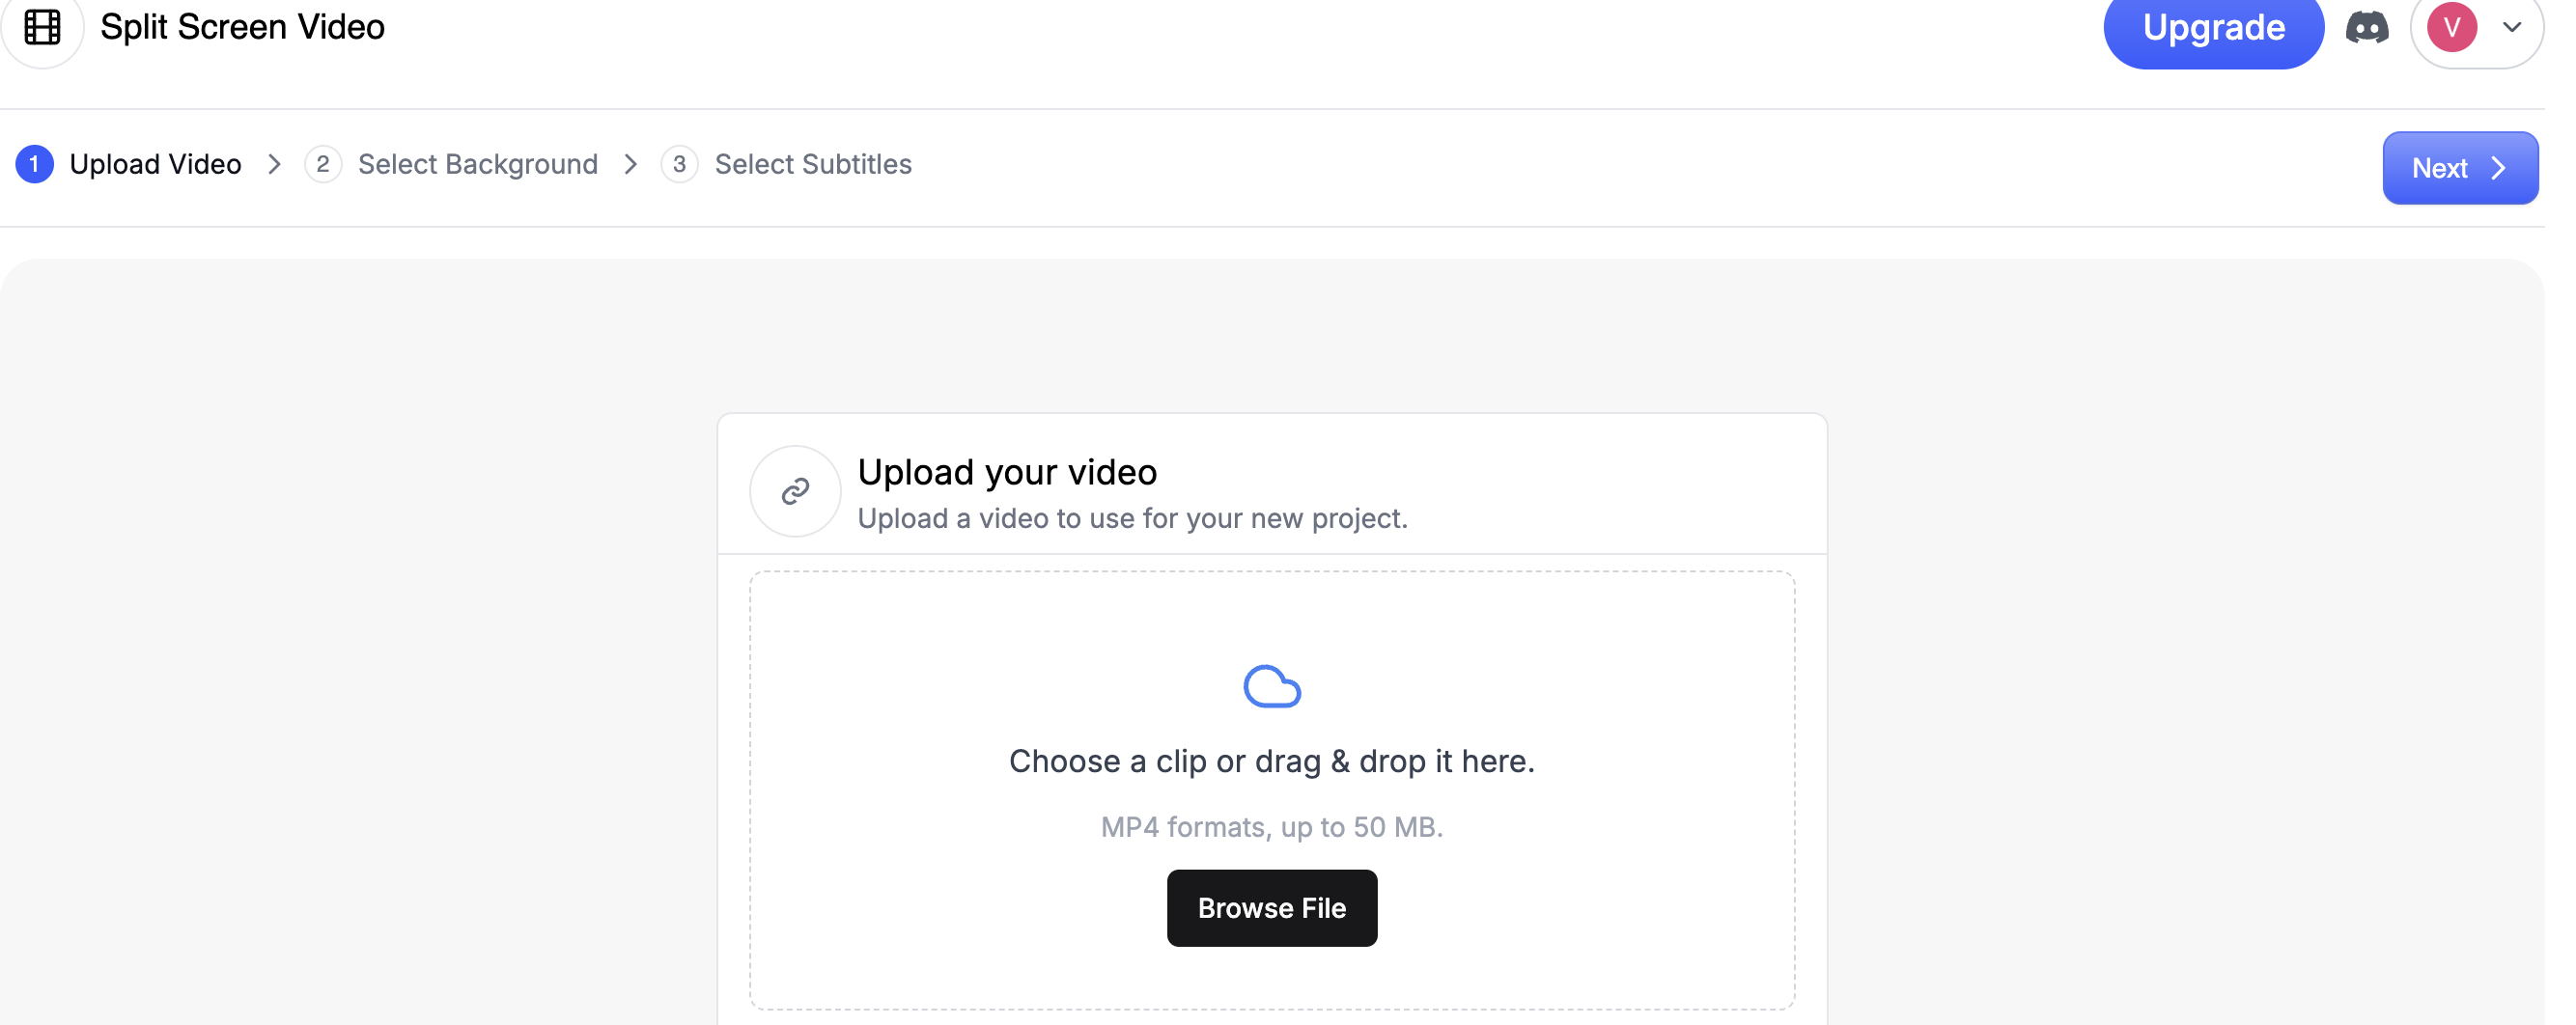 Split Screen Video
Upgrade
V
1 Upload Video 2 Select Background 3 Select Subtitles
Next
Upload your video
Upload a video to use for your new project.
Choose a clip or drag & drop it here.
MP4 formats, up to 50 MB.
Browse File